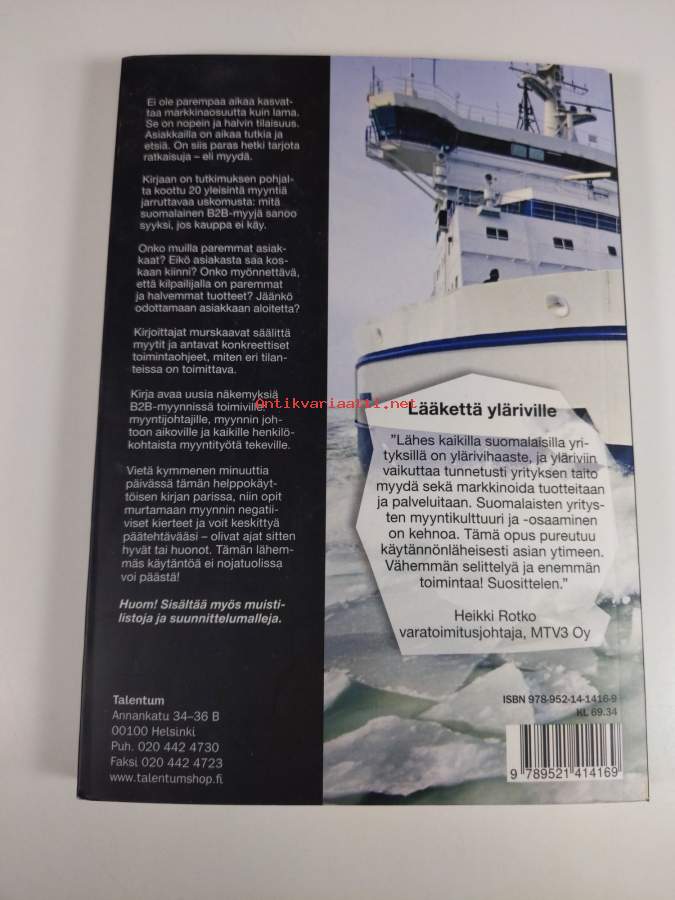 Ei ole parempaa aikaa kasvat-
taa markkinaosuutta kuin lama.
Se on nopein ja halvin tilaisuus.
Asiakkailla on aikaa tutkia ja
etsiä. On siis paras hetki tarjota
ratkaisuja – eli myydä.
Kirjaan on tutkimuksen pohjal-
ta koottu 20 yleisintä myyntiä
jarruttavaa uskomusta: mitä
suomalainen B2B-myyjä sanoo
syyksi, jos kauppa ei käy.
Onko muilla paremmat asiak-
kaat? Eikö asiakasta saa kos-
kaan kiinni? Onko myönnettävä,
että kilpailijalla on paremmat
ja halvemmat tuotteet? Jäänkö
odottamaan asiakkaan aloitetta?
Kirjoittajat murskaavat säälittä
myytit ja antavat konkreettiset
toimintaohjeet, miten eri tilan-
teissa on toimittava.
Kirja avaa uusia näkemyksiä
B2B-myynnissä toimiville
myyntijohtajille, myynnin joh-
toon aikoville ja kaikille henkilö-
kohtaista myyntityötä tekeville.
Vietä kymmenen minuuttia
päivässä tämän helppokäyt-
töisen kirjan parissa, niin opit
murtamaan myynnin negatii-
viset kierteet ja voit keskittyä
päätehtävääsi – olivat ajat sitten
hyvät tai huonot. Tämän lähem-
mäs käytäntöä ei nojatuolissa
voi päästä!
Huom! Sisältää myös muisti-
listoja ja suunnittelumalleja.
Talentum
Annankatu 34–36 B
00100 Helsinki
Puh. 020 442 4730
Faksi 020 442 4723
www.talentumshop.fi
antikvariaatti.net
Lääkettä yläriville
"Lähes kaikilla suomalaisilla yri-
tyksillä on ylärivihaaste, ja yläriviin
vaikuttaa tunnetusti yrityksen taito
myydä sekä markkinoida tuotteitaan
ja palveluitaan. Suomalaisten yritys-
ten myyntikulttuuri ja -osaaminen
on kehnoa. Tämä opus pureutuu
käytännönläheisesti asian ytimeen.
Vähemmän selittelyä ja enemmän
toimintaa! Suosittelen."
Heikki Rotko
varatoimitusjohtaja, MTV3 Oy
ISBN 978-952-14-1416-9
KL 69.34
9 789521 414169